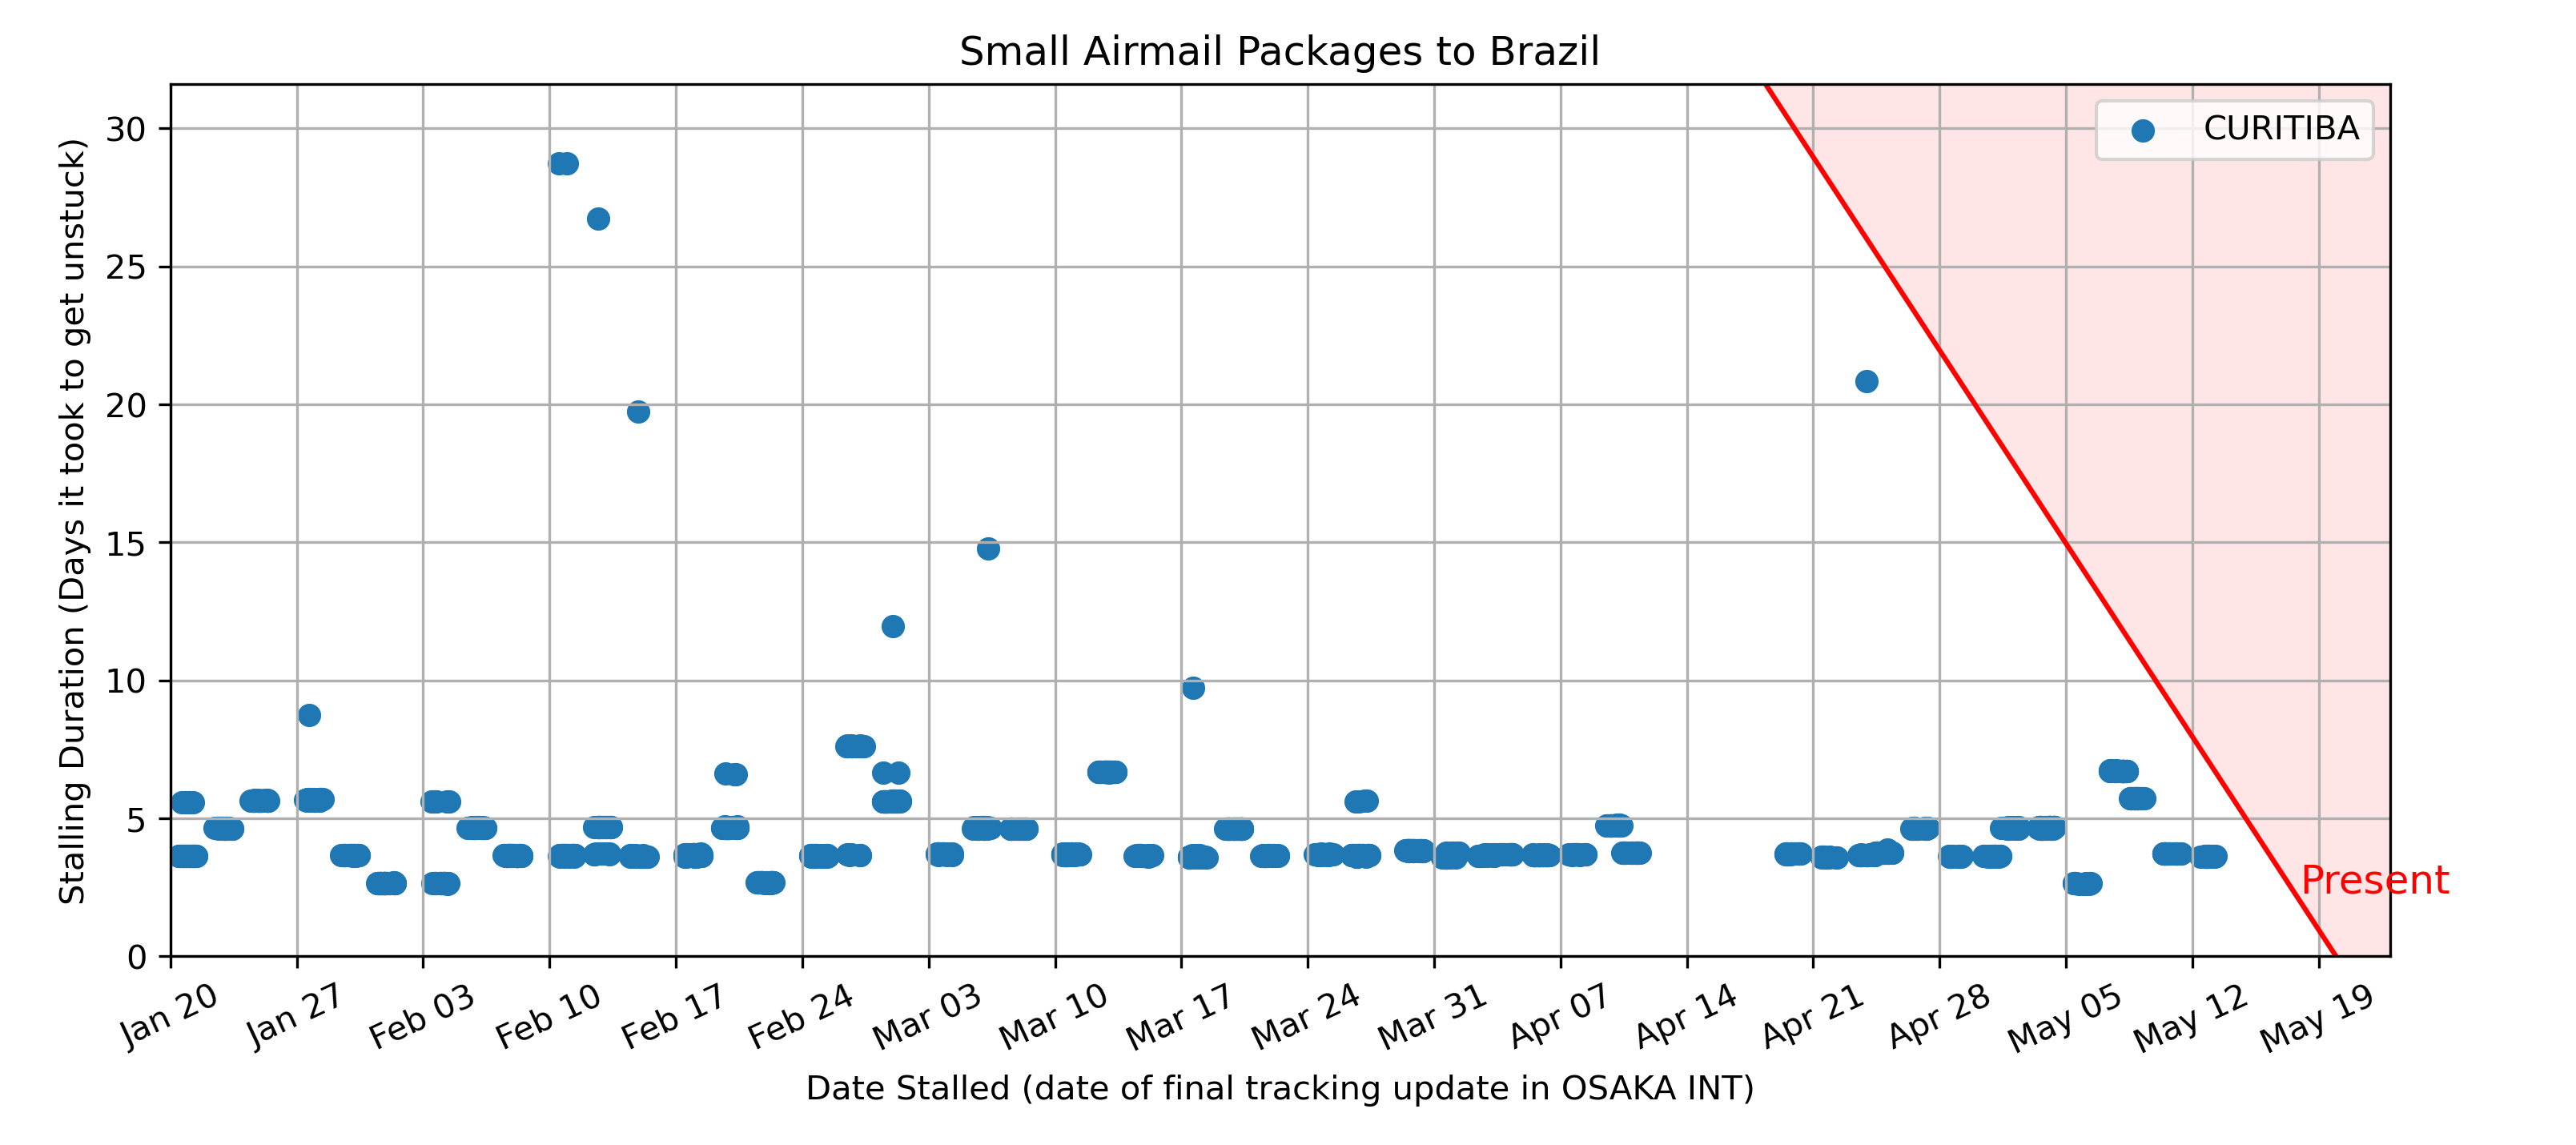 Small Airmail Packages to Brazil
Stalling Duration (Days it took to get unstuck)
30
25
20
15
10
5
0
CURITIBA
Present
Jan 20
Jan 27
Feb 03
Feb 10
Feb 17
Feb 24
Mar 03
Mar 10
Mar 17
Mar 24
Mar 31
Apr 07
Apr 14
Apr 21
Apr 28
May 05
May 12
May 19
Date Stalled (date of final tracking update in OSAKA INT)